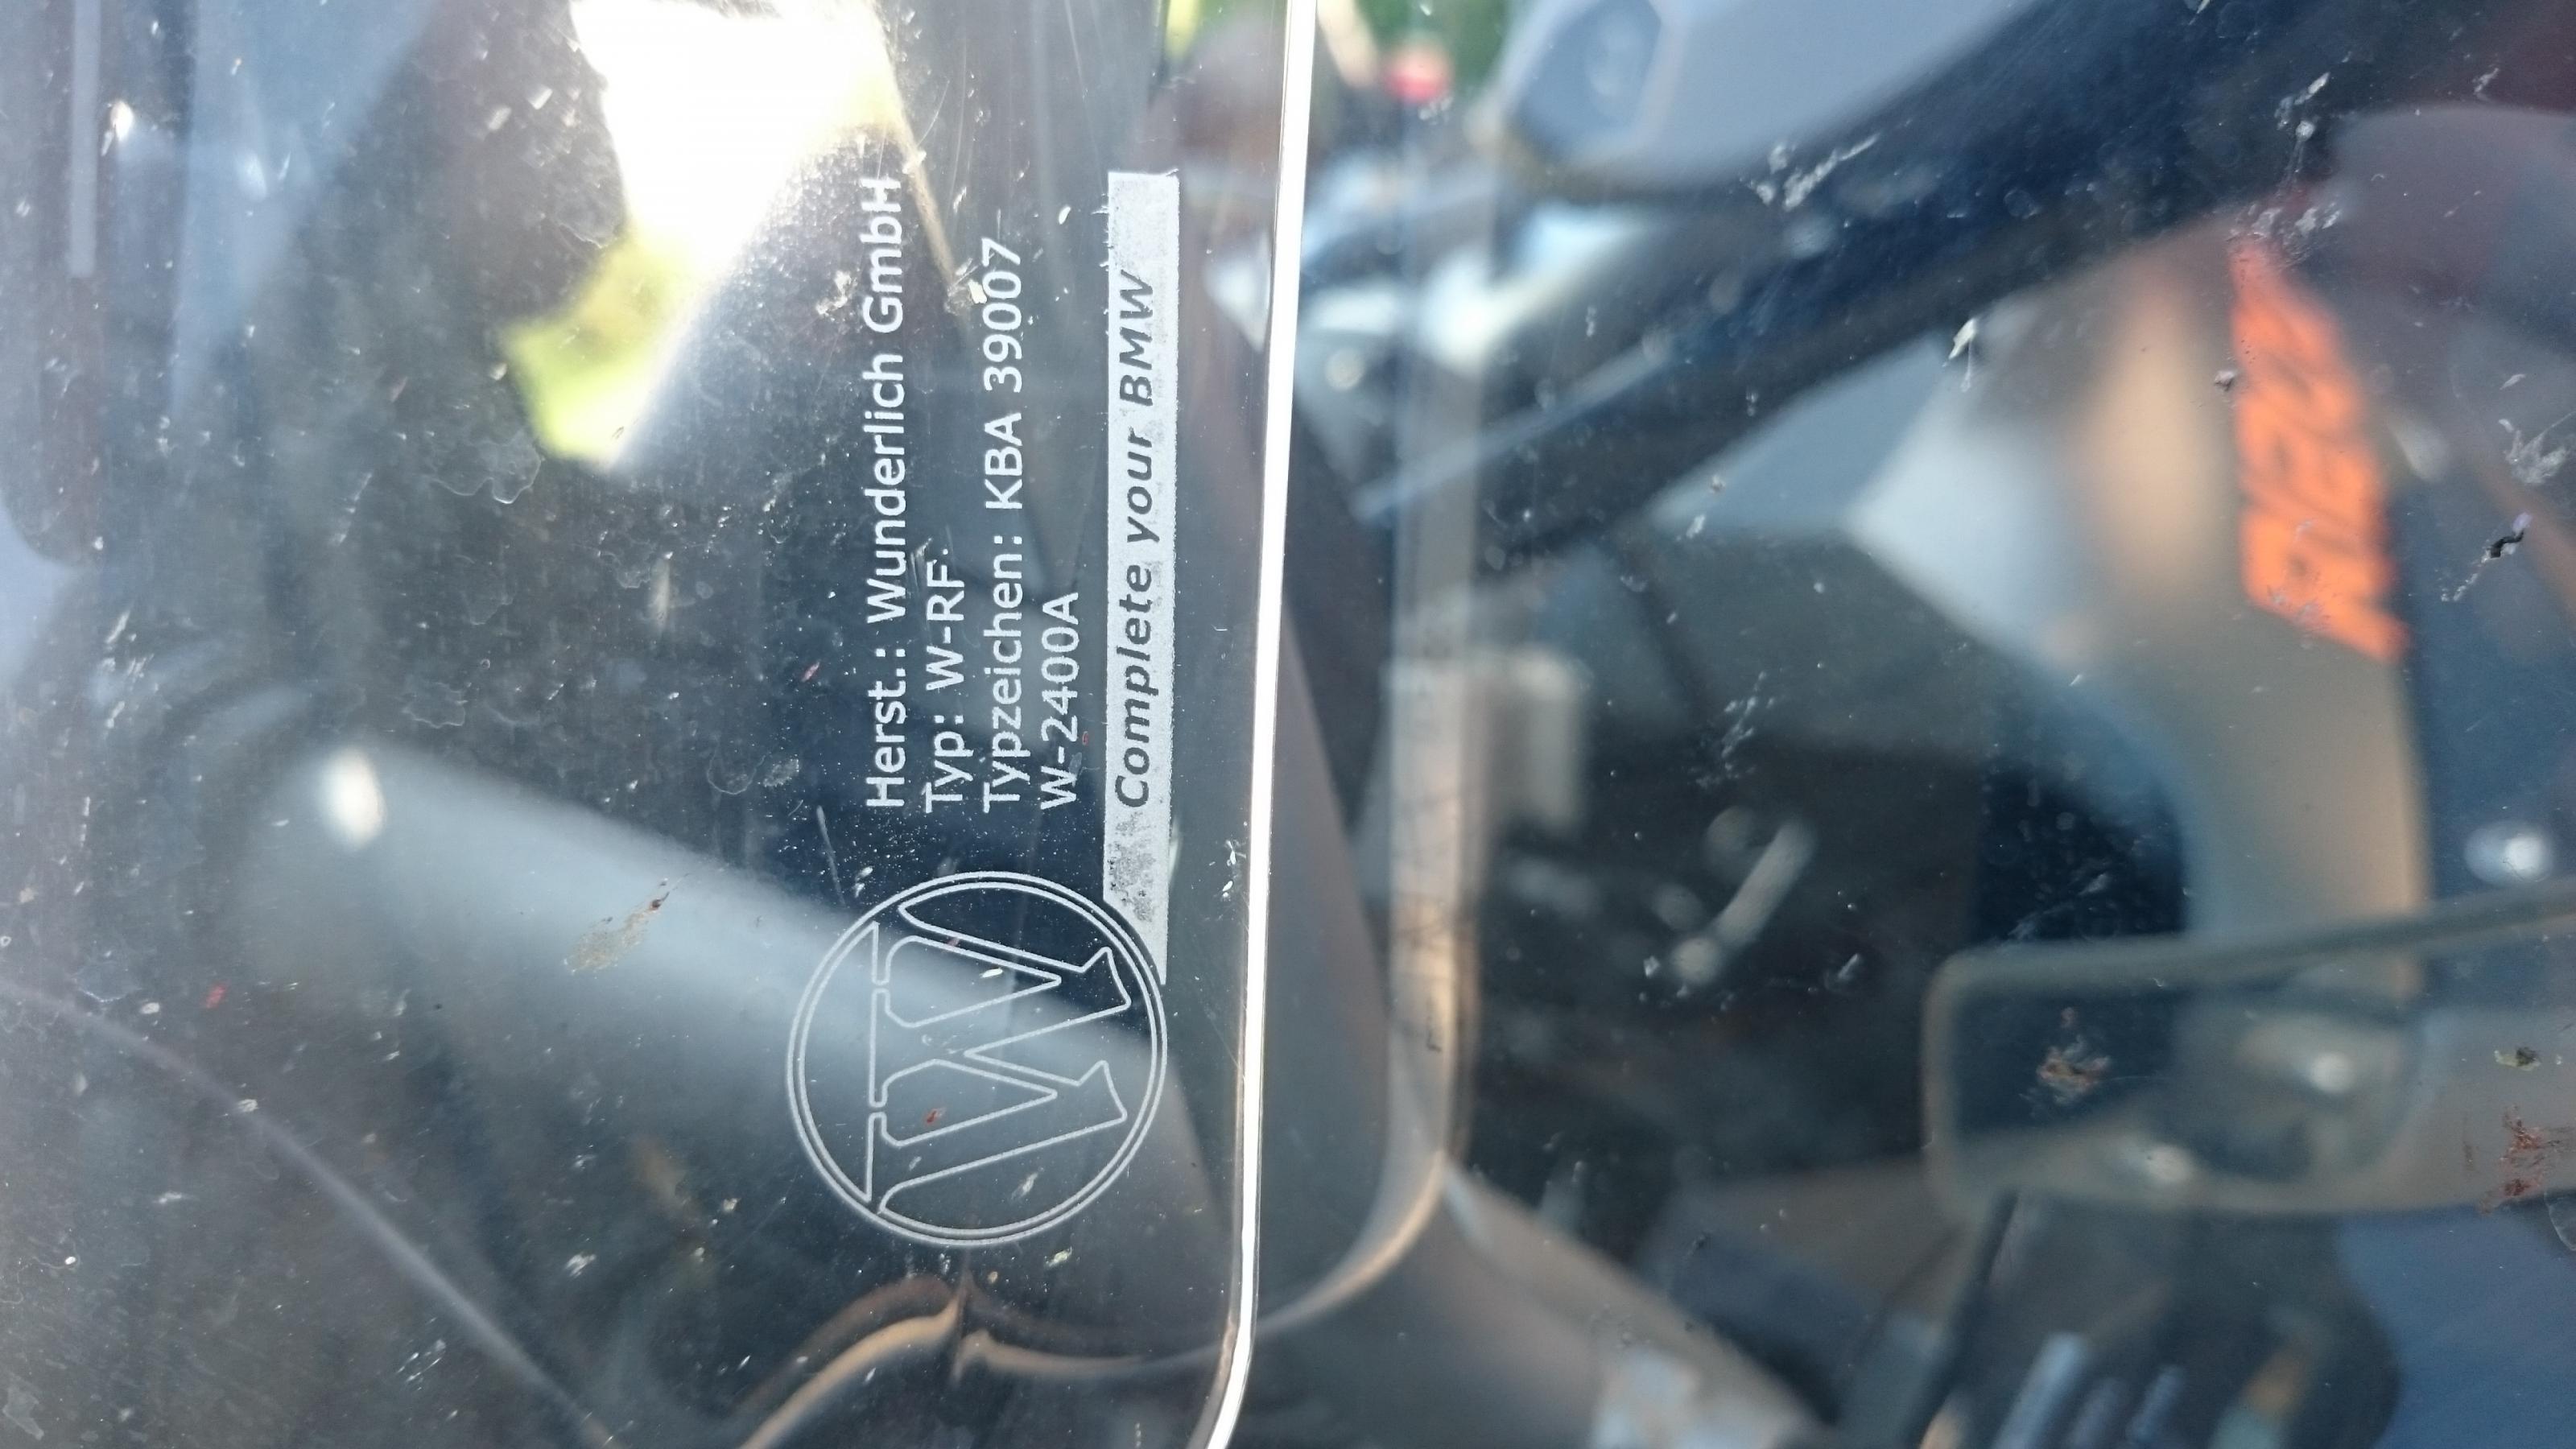 Herst.: Wunderlich GmbH
Typ: W-RF.
Typzeichen: KBA 39007
W-2400A
Complete your BMW
W